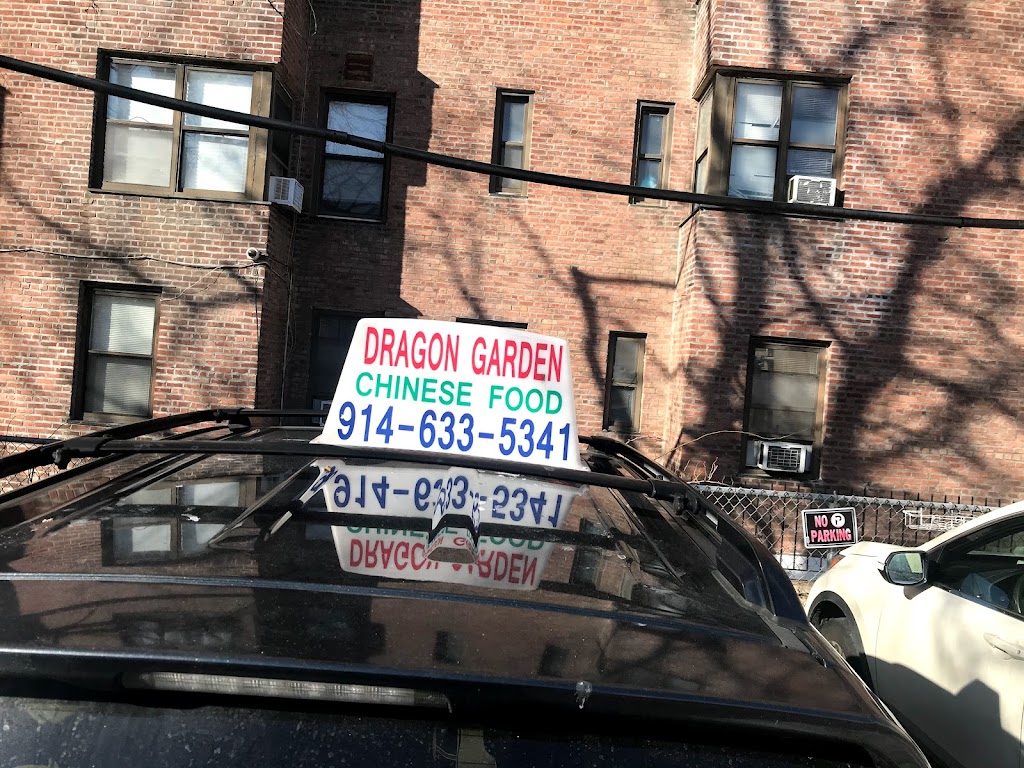 DRAGON GARDEN
CHINESE FOOD
914-633-5341
NO
PARKING